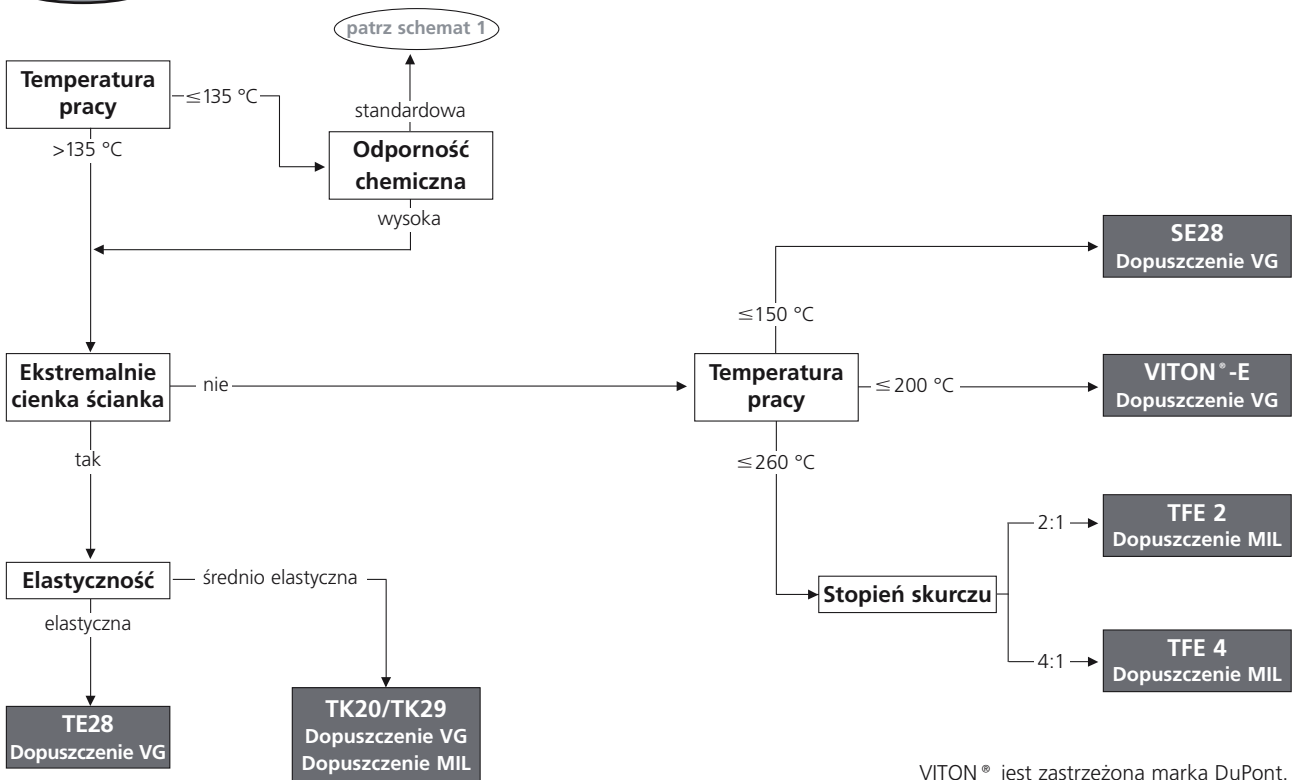 patrz schemat 1
Temperatura
pracy
≤135 °C
standardowa
>135 °C
Odporność
chemiczna
wysoka
SE28
Dopuszczenie VG
≤150 °C
Ekstremalnie
cienka ścianka
nie
Temperatura
pracy
≤200 °C
VITON®-E
Dopuszczenie VG
tak
≤260 °C
2:1
TFE 2
Dopuszczenie MIL
Elastyczność
średnio elastyczna
Stopień skurczu
elastyczna
4:1
TFE 4
Dopuszczenie MIL
TE28
Dopuszczenie VG
TK20/TK29
Dopuszczenie VG
Dopuszczenie MIL
VITON® jest zastrzeżona marka DuPont.